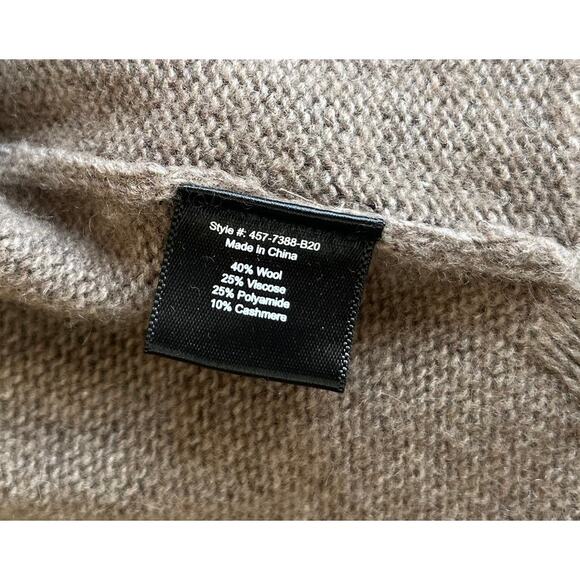 Style #: 457-7388-B20
Made In China
40% Wool
25% Viscose
25% Polyamide
10% Cashmere